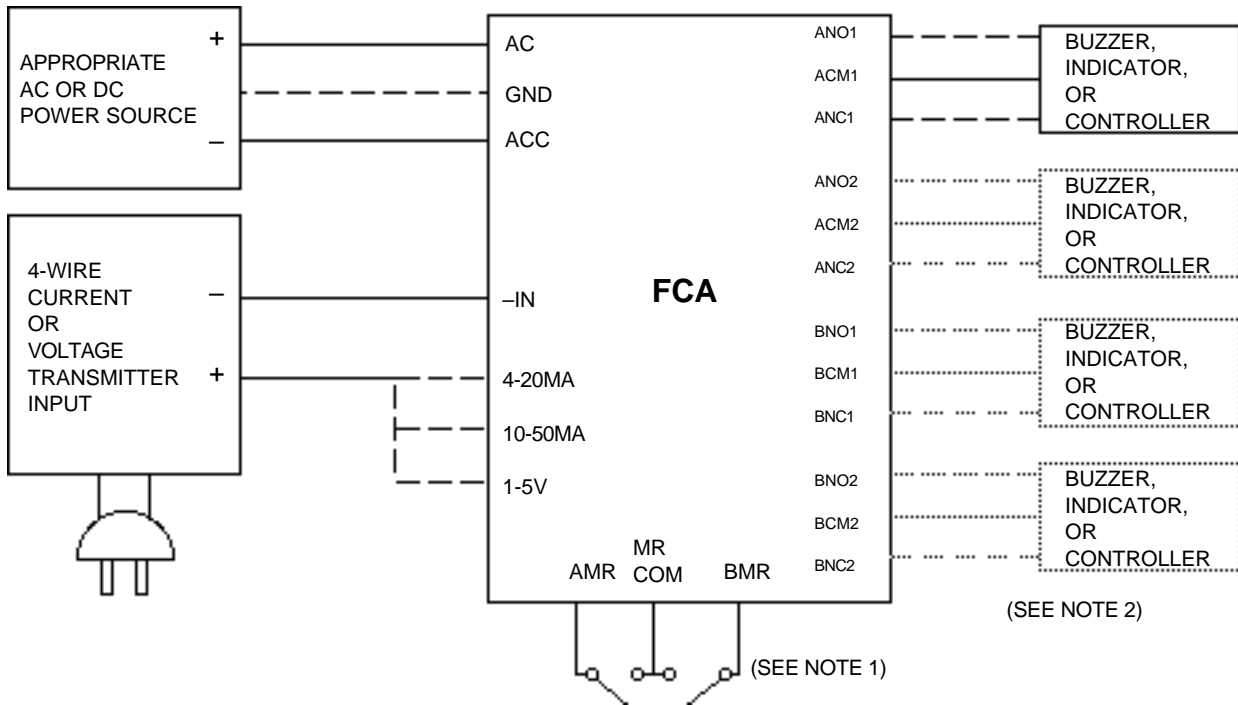 APPROPRIATE
AC OR DC
POWER SOURCE
+
–
AC
GND
ACC
4-WIRE
CURRENT
OR
VOLTAGE
TRANSMITTER
INPUT
–
+
–IN
4-20MA
10-50MA
1-5V
FCA
AMR
MR
COM
BMR
(SEE NOTE 1)
ANO1
ACM1
ANC1
BUZZER,
INDICATOR,
OR
CONTROLLER
ANO2
ACM2
ANC2
BUZZER,
INDICATOR,
OR
CONTROLLER
BNO1
BCM1
BNC1
BUZZER,
INDICATOR,
OR
CONTROLLER
BNO2
BCM2
BNC2
BUZZER,
INDICATOR,
OR
CONTROLLER
(SEE NOTE 2)